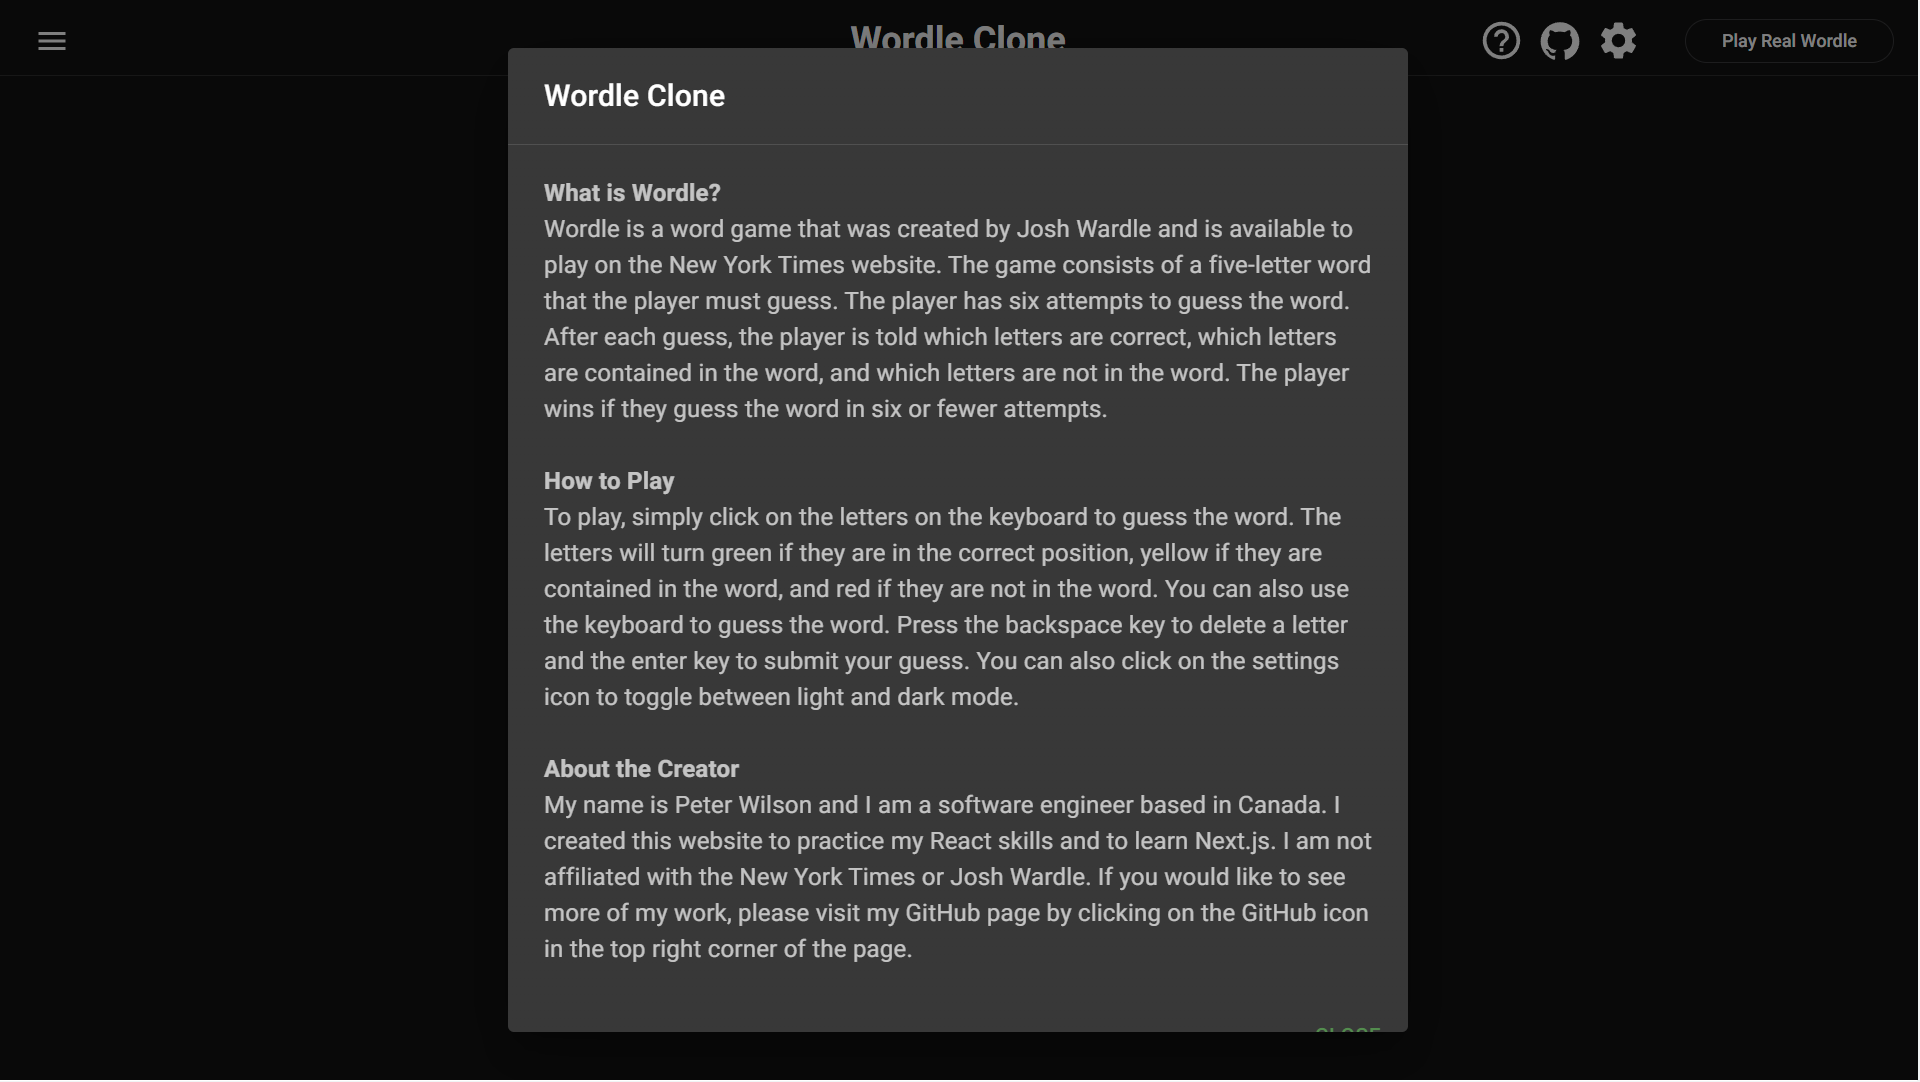 Wordle Clone
Play Real Wordle
Wordle Clone
What is Wordle?
Wordle is a word game that was created by Josh Wardle and is available to
play on the New York Times website. The game consists of a five-letter word
that the player must guess. The player has six attempts to guess the word.
After each guess, the player is told which letters are correct, which letters
are contained in the word, and which letters are not in the word. The player
wins if they guess the word in six or fewer attempts.
How to Play
To play, simply click on the letters on the keyboard to guess the word. The
letters will turn green if they are in the correct position, yellow if they are
contained in the word, and red if they are not in the word. You can also use
the keyboard to guess the word. Press the backspace key to delete a letter
and the enter key to submit your guess. You can also click on the settings
icon to toggle between light and dark mode.
About the Creator
My name is Peter Wilson and I am a software engineer based in Canada. I
created this website to practice my React skills and to learn Next.js. I am not
affiliated with the New York Times or Josh Wardle. If you would like to see
more of my work, please visit my GitHub page by clicking on the GitHub icon
in the top right corner of the page.
CLOSE